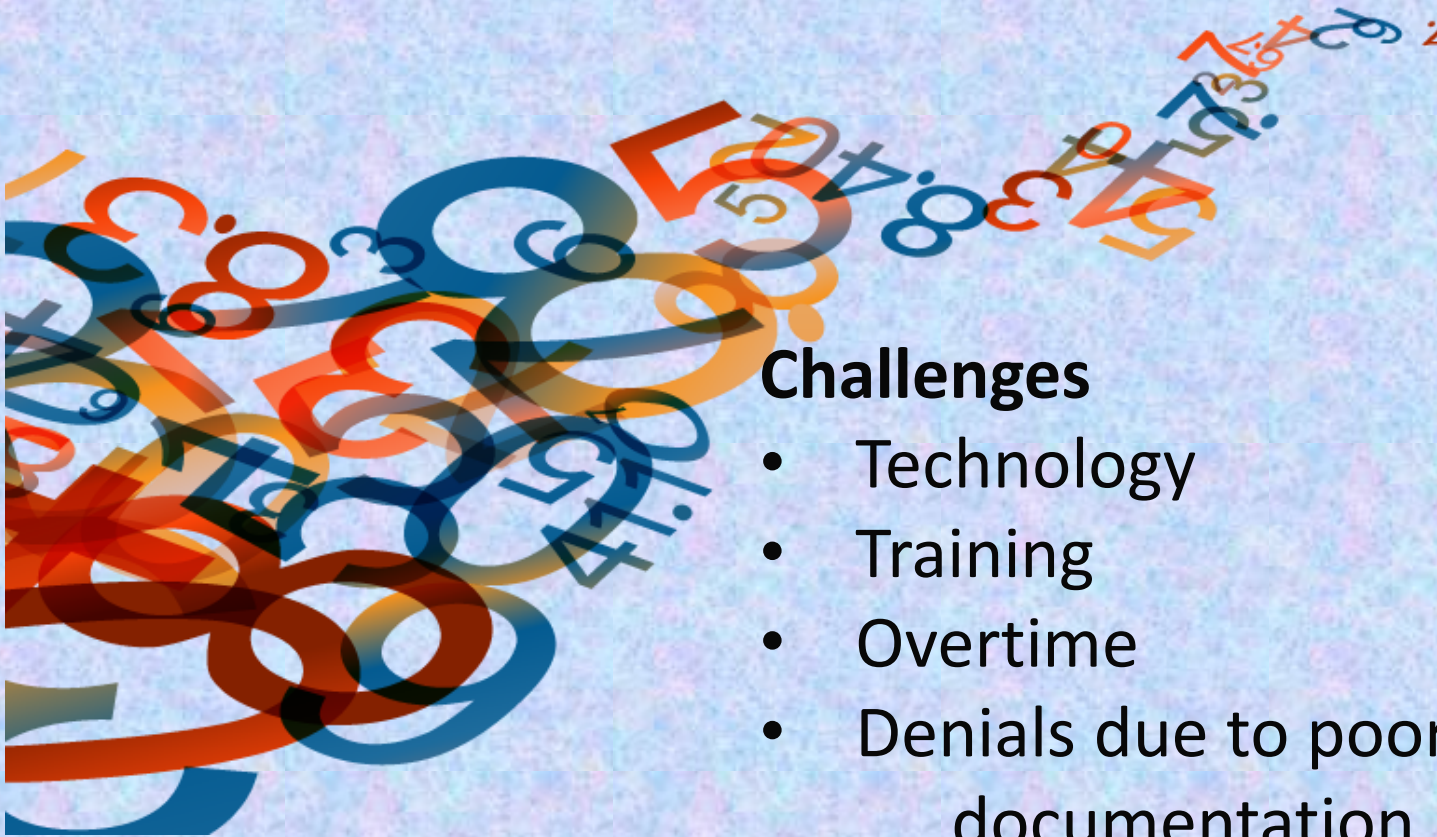 Challenges
• Technology
• Training
• Overtime
• Denials due to poor
documentation